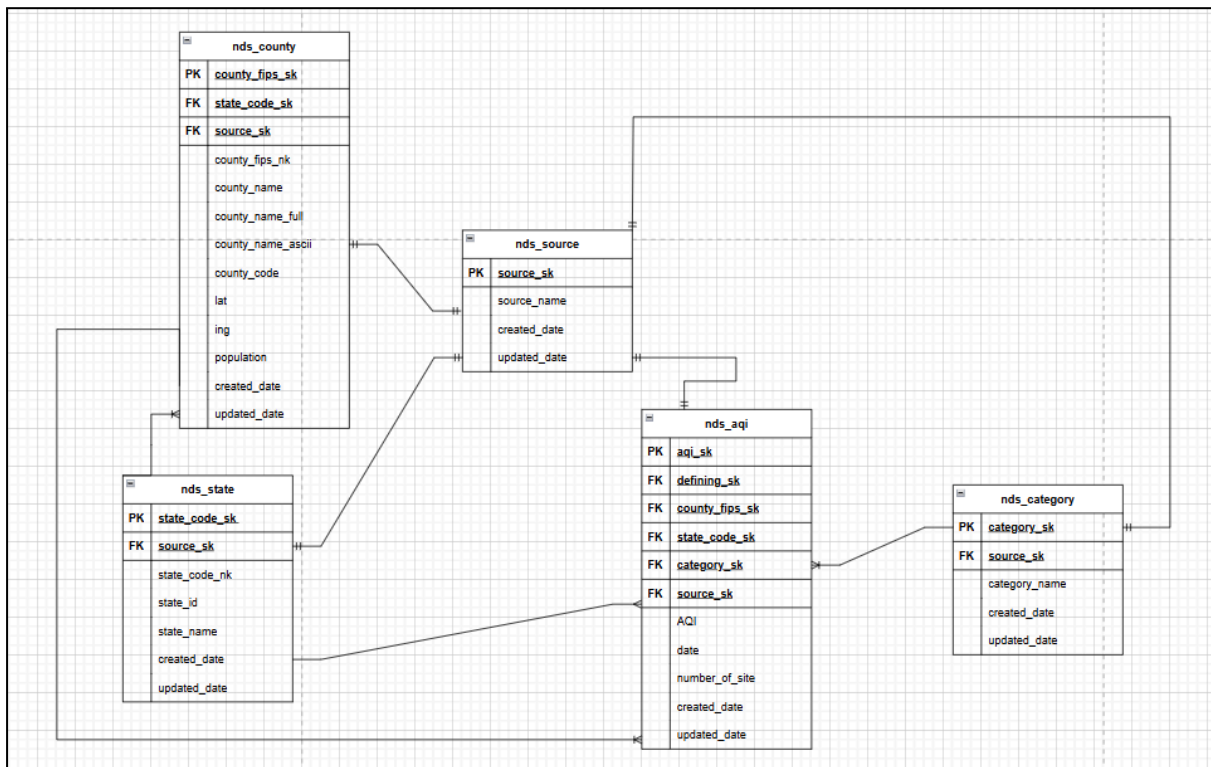 nds_county
PK county_fips_sk
FK state_code_sk
FK source_sk
county_fips_nk
county_name
county_name_full
county_name_ascii
county_code
lat
ing
population
created_date
updated_date
nds_source
PK source_sk
source_name
created_date
updated_date
nds_state
PK state_code_sk
FK source_sk
state_code_nk
state_id
state_name
created_date
updated_date
nds_aqi
PK aqi_sk
FK defining_sk
FK county_fips_sk
FK state_code_sk
FK category_sk
FK source_sk
AQI
date
number_of_site
created_date
updated_date
nds_category
PK category_sk
FK source_sk
category_name
created_date
updated_date